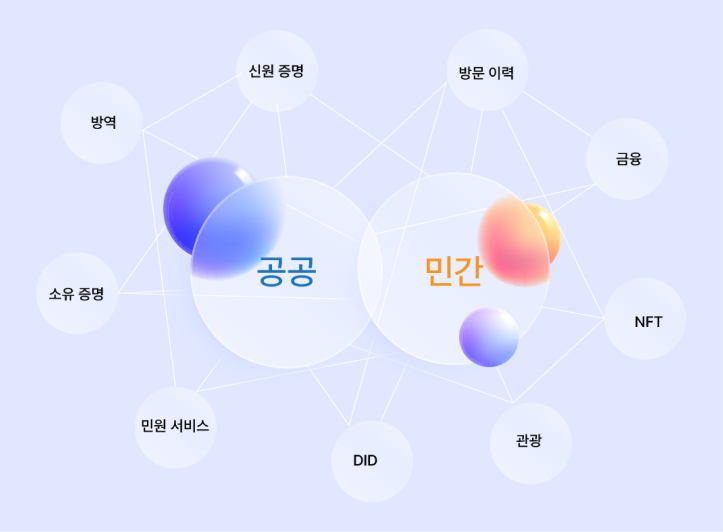 신원 증명
방문 이력
방역
금융
공공
민간
소유 증명
NFT
민원 서비스
관광
DID